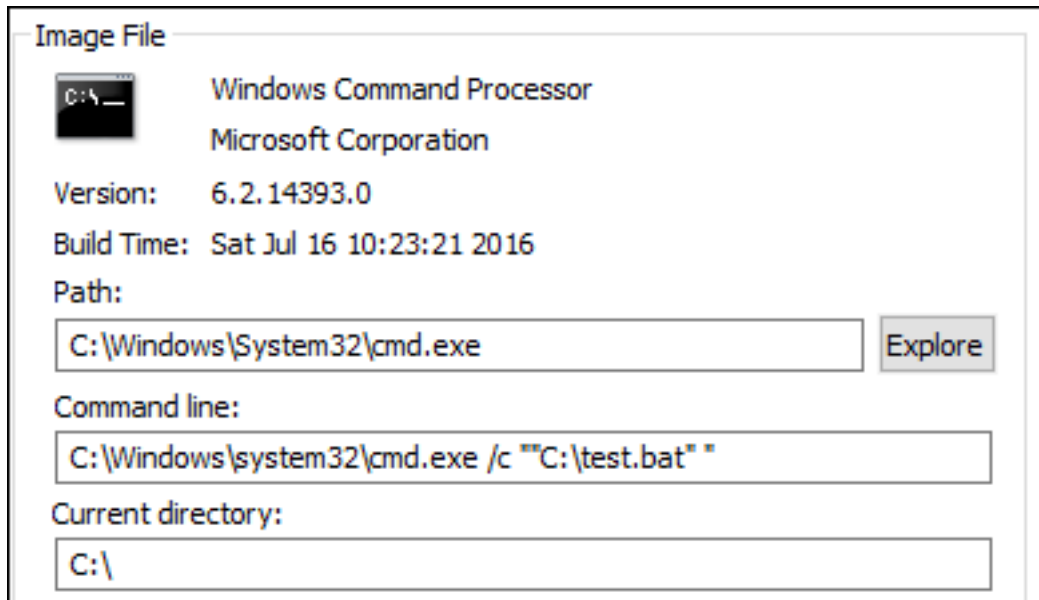 Image File
C:\
Windows Command Processor
Microsoft Corporation
Version: 6.2.14393.0
Build Time: Sat Jul 16 10:23:21 2016
Path:
C:\Windows\System32\cmd.exe Explore
Command line:
C:\Windows\system32\cmd.exe /c ""C:\test.bat" "
Current directory:
C:\